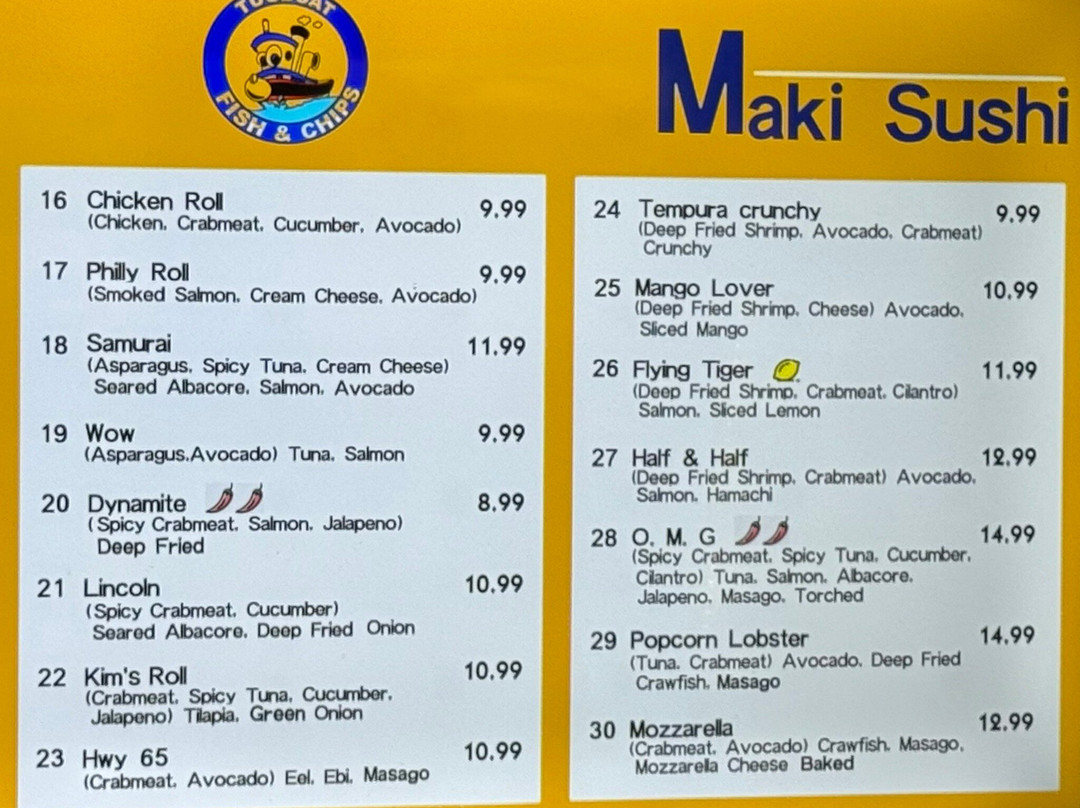 TUGBOAT
FISH & CHIPS
Maki Sushi
16 Chicken Roll 9.99
(Chicken, Crabmeat, Cucumber, Avocado)
17 Philly Roll 9.99
(Smoked Salmon, Cream Cheese, Avocado)
18 Samurai 11.99
(Asparagus, Spicy Tuna, Cream Cheese)
Seared Albacore, Salmon, Avocado
19 Wow 9.99
(Asparagus,Avocado) Tuna, Salmon
20 Dynamite 8.99
(Spicy Crabmeat, Salmon, Jalapeno)
Deep Fried
21 Lincoln 10.99
(Spicy Crabmeat, Cucumber)
Seared Albacore, Deep Fried Onion
22 Kim's Roll 10.99
(Crabmeat, Spicy Tuna, Cucumber,
Jalapeno) Tilapia, Green Onion
23 Hwy 65 10.99
(Crabmeat, Avocado) Eel, Ebi, Masago
24 Tempura crunchy 9.99
(Deep Fried Shrimp, Avocado, Crabmeat)
Crunchy
25 Mango Lover 10.99
(Deep Fried Shrimp, Cheese) Avocado,
Sliced Mango
26 Flying Tiger 11.99
(Deep Fried Shrimp, Crabmeat, Cilantro)
Salmon, Sliced Lemon
27 Half & Half 12.99
(Deep Fried Shrimp, Crabmeat) Avocado,
Salmon, Hamachi
28 O. M. G 14.99
(Spicy Crabmeat, Spicy Tuna, Cucumber,
Cilantro) Tuna, Salmon, Albacore,
Jalapeno, Masago, Torched
29 Popcorn Lobster 14.99
(Tuna, Crabmeat) Avocado, Deep Fried
Crawfish, Masago
30 Mozzarella 12.99
(Crabmeat, Avocado) Crawfish, Masago,
Mozzarella Cheese Baked